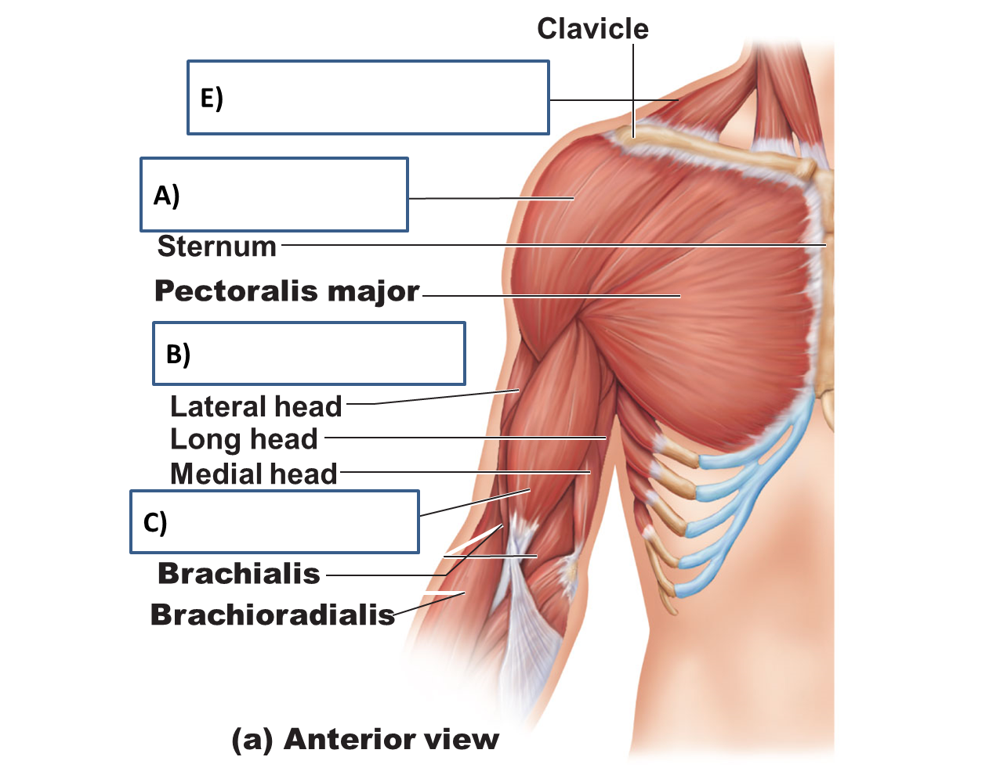 Clavicle
E)
A)
Sternum
Pectoralis major
B)
Lateral head
Long head
Medial head
C)
Brachialis
Brachioradialis
(a) Anterior view